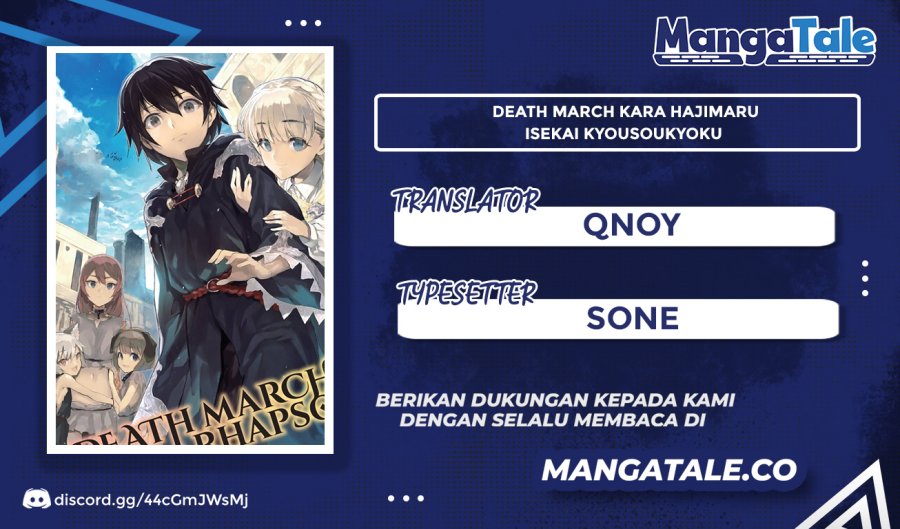 MangaTale
DEATH MARCH KARA HAJIMARU
ISEKAI KYOUSOUKYOKU
TRANSLATOR
QNOY
TYPESETTER
SONE
BERIKAN DUKUNGAN KEPADA KAMI
DENGAN SELALU MEMBACA DI
MANGATALE.CO
DEATH MARCH
RHAPSO
discord.gg/44cGmJWsMj